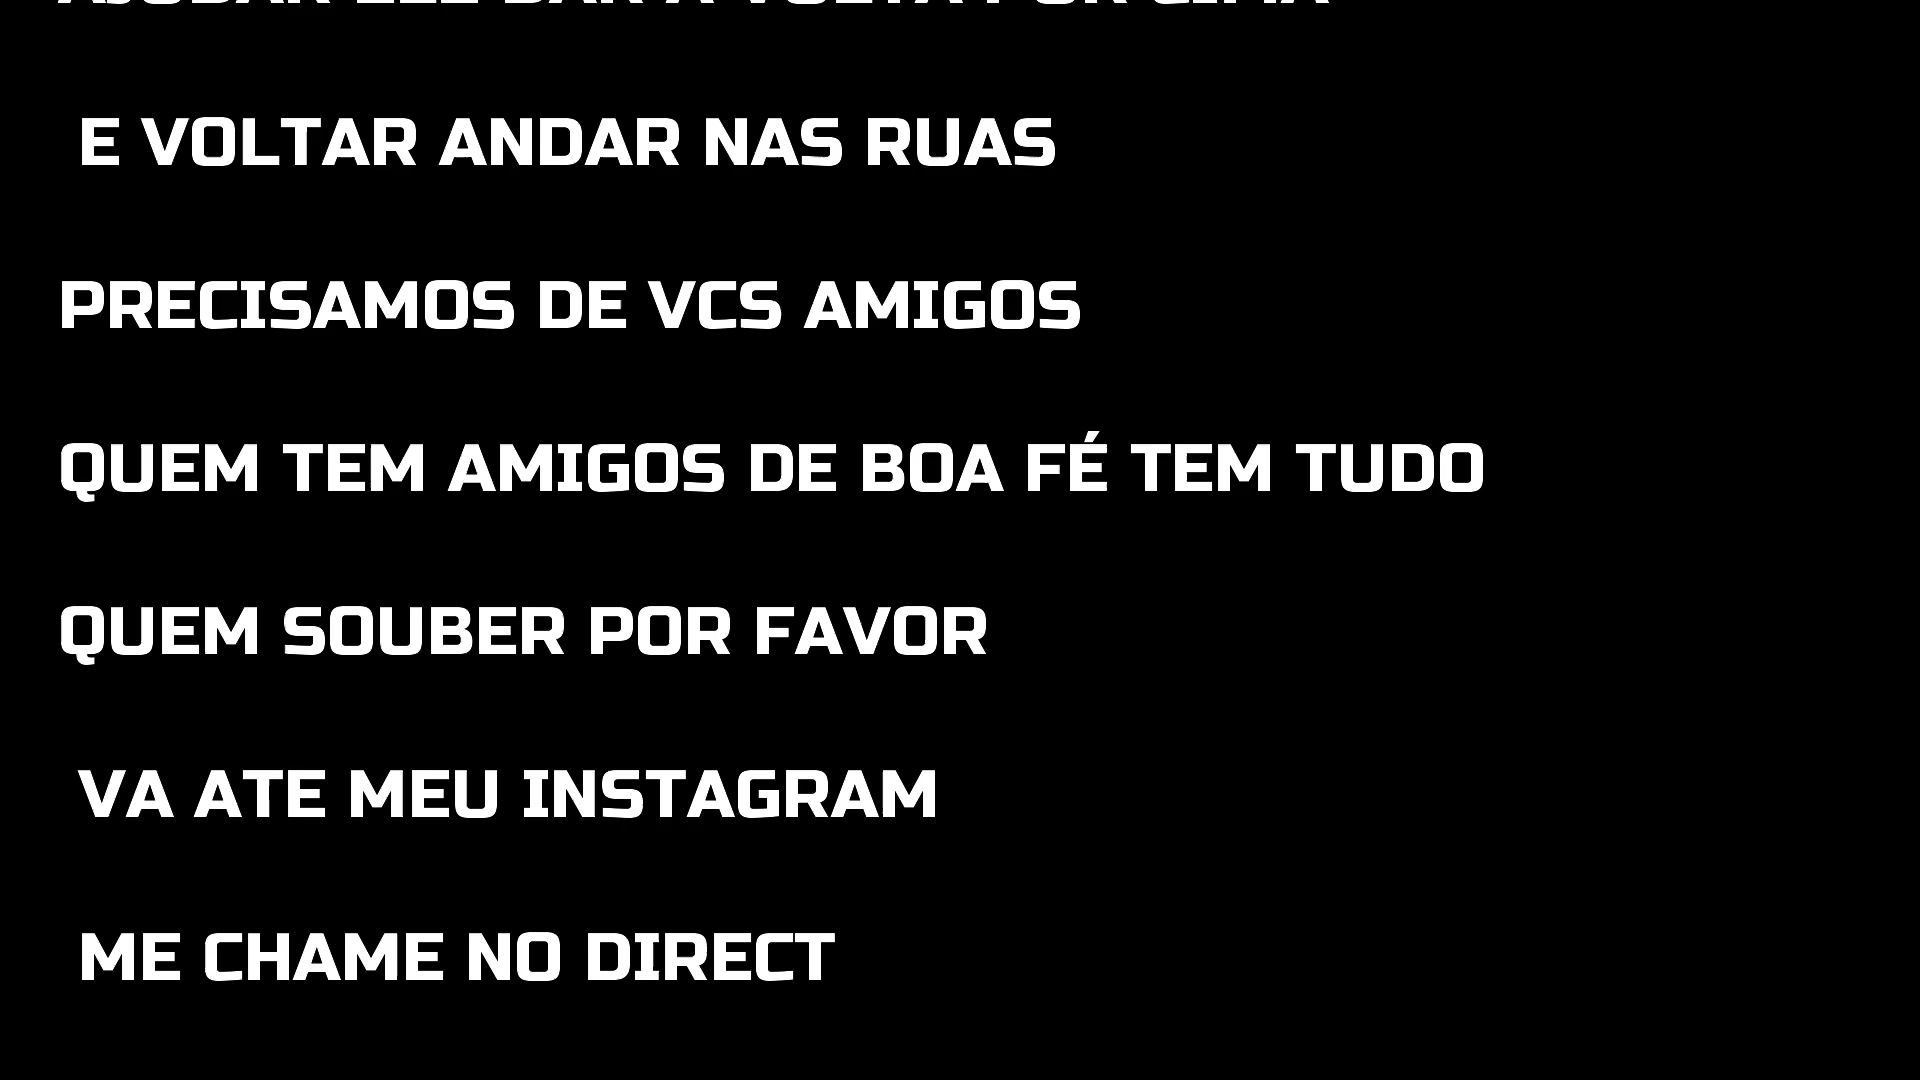 E VOLTAR ANDAR NAS RUAS
PRECISAMOS DE VCS AMIGOS
QUEM TEM AMIGOS DE BOA FÉ TEM TUDO
QUEM SOUBER POR FAVOR
VA ATE MEU INSTAGRAM
ME CHAME NO DIRECT